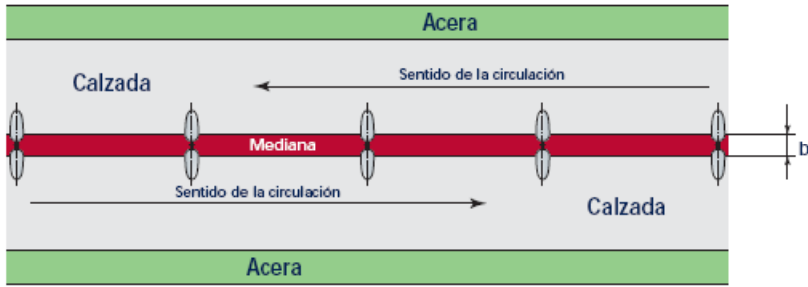 Acera
Calzada
Sentido de la circulación
Mediana
b
Sentido de la circulación
Calzada
Acera